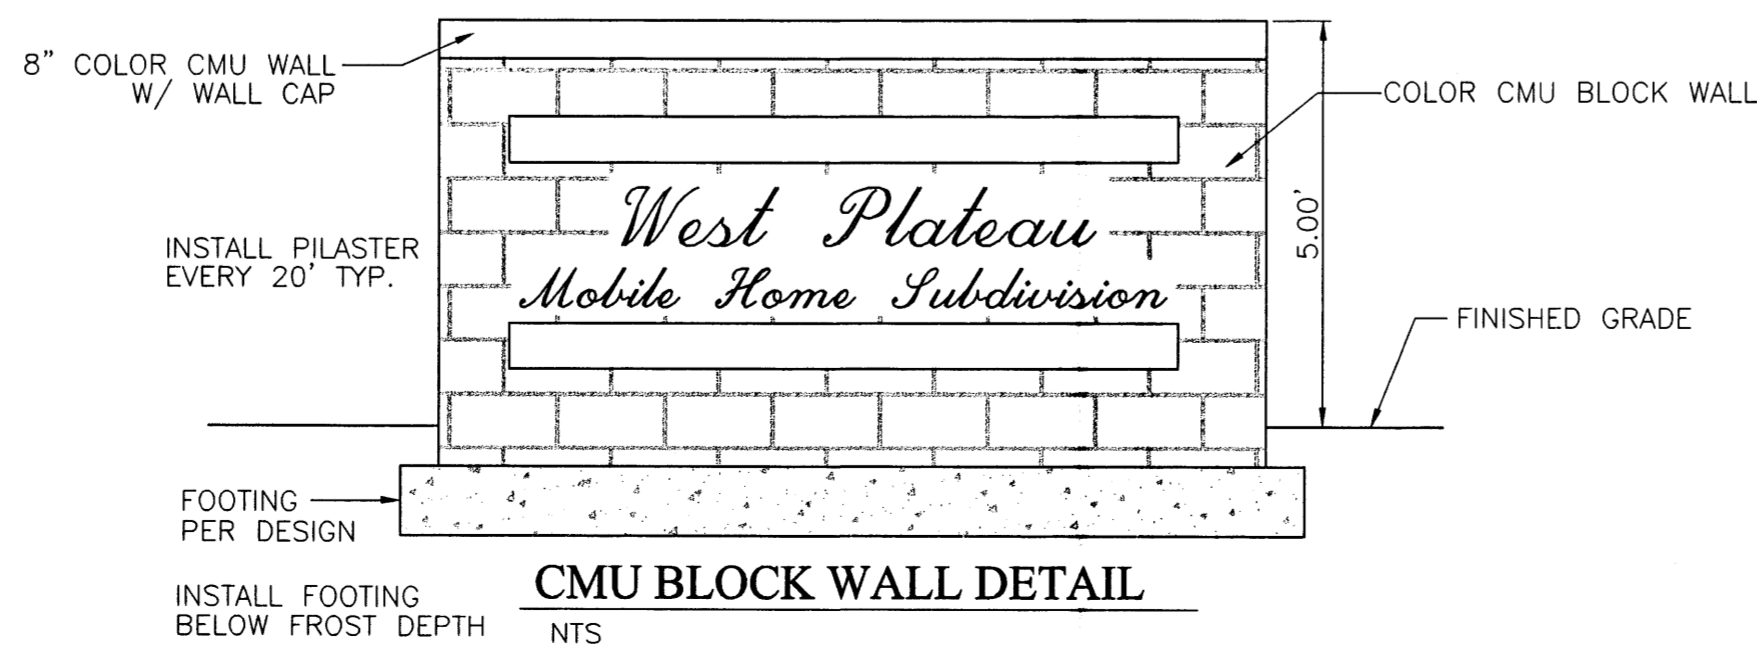 8" COLOR CMU WALL
W/ WALL CAP
COLOR CMU BLOCK WALL
INSTALL PILASTER
EVERY 20' TYP.
West Plateau
Mobile Home Subdivision
5.00'
FINISHED GRADE
FOOTING
PER DESIGN
INSTALL FOOTING
BELOW FROST DEPTH
CMU BLOCK WALL DETAIL
NTS